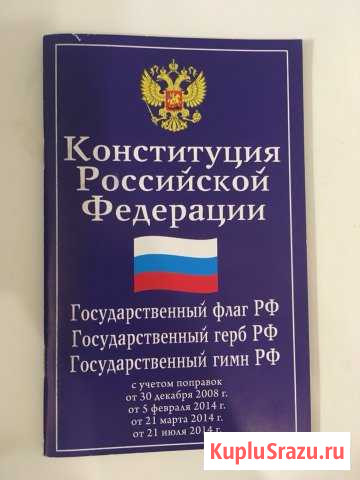 Конституция
Российской
Федерации
Государственный флаг РФ
Государственный герб РФ
Государственный гимн РФ
с учетом поправок
от 30 декабря 2008 г.
от 5 февраля 2014 г.
от 21 марта 2014 г.
от 21 июля 2014 г.
KupluSrazu.ru